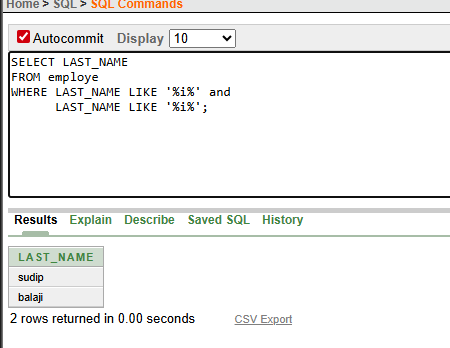 Home > SQL > SQL Commands
Autocommit Display 10
SELECT LAST_NAME
FROM employe
WHERE LAST_NAME LIKE '%i%' and
LAST_NAME LIKE '%i%';
Results Explain Describe Saved SQL History
LAST_NAME
sudip
balaji
2 rows returned in 0.00 seconds CSV Export